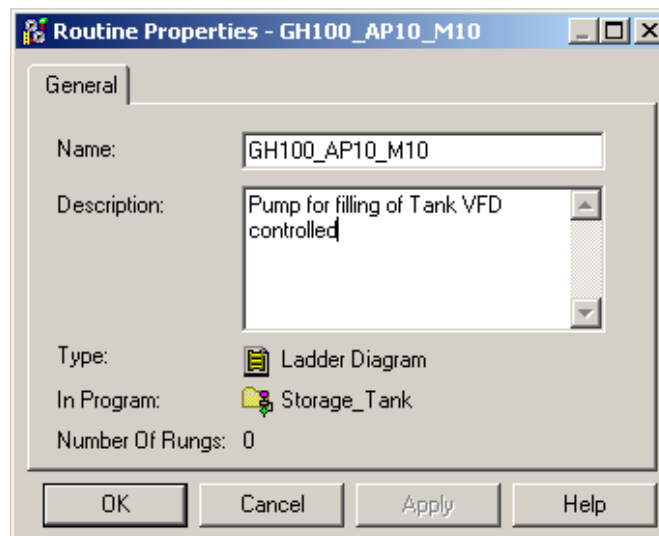 Routine Properties - GH100_AP10_M10
General
Name: GH100_AP10_M10
Description: Pump for filling of Tank VFD
controlled
Type: Ladder Diagram
In Program: Storage_Tank
Number Of Rungs: 0
OK Cancel Apply Help